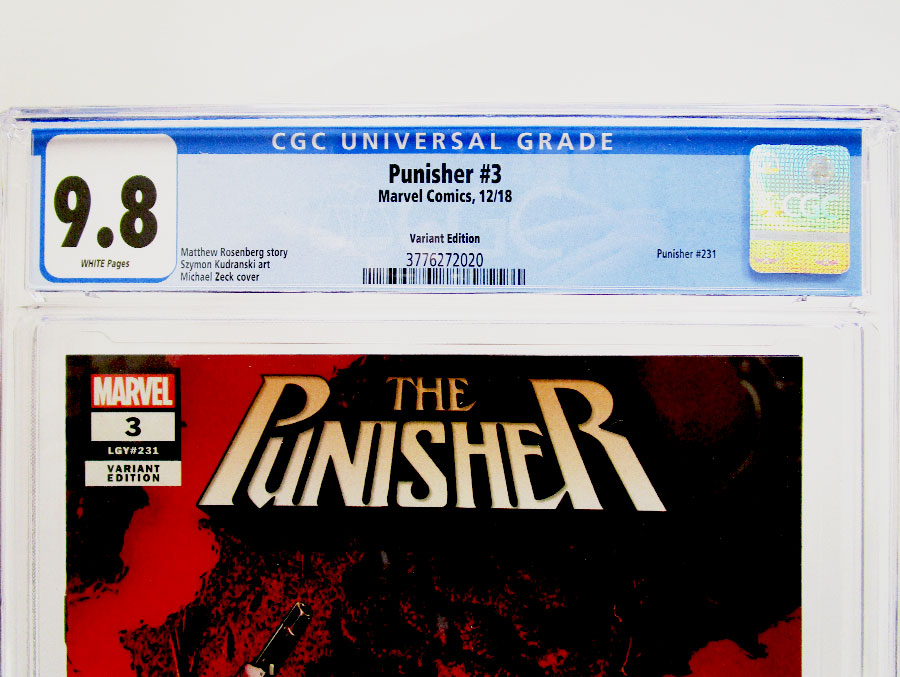 CGC UNIVERSAL GRADE
9.8
WHITE Pages
Punisher #3
Marvel Comics, 12/18
Variant Edition
3776272020
Matthew Rosenberg story
Szymon Kudranski art
Michael Zeck cover
Punisher #231
CGC
MARVEL
3
LGY#231
VARIANT
EDITION
THE
PUNISHER